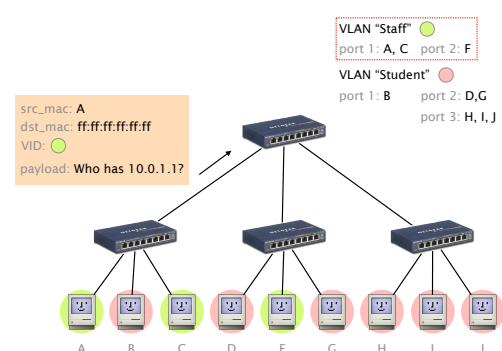 VLAN “Staff”
port 1: A, C port 2: F
VLAN “Student”
port 1: B port 2: D,G
port 3: H, I, J
src_mac: A
dst_mac: ff:ff:ff:ff:ff:ff
VID:
payload: Who has 10.0.1.1?
A B C D F G H I J